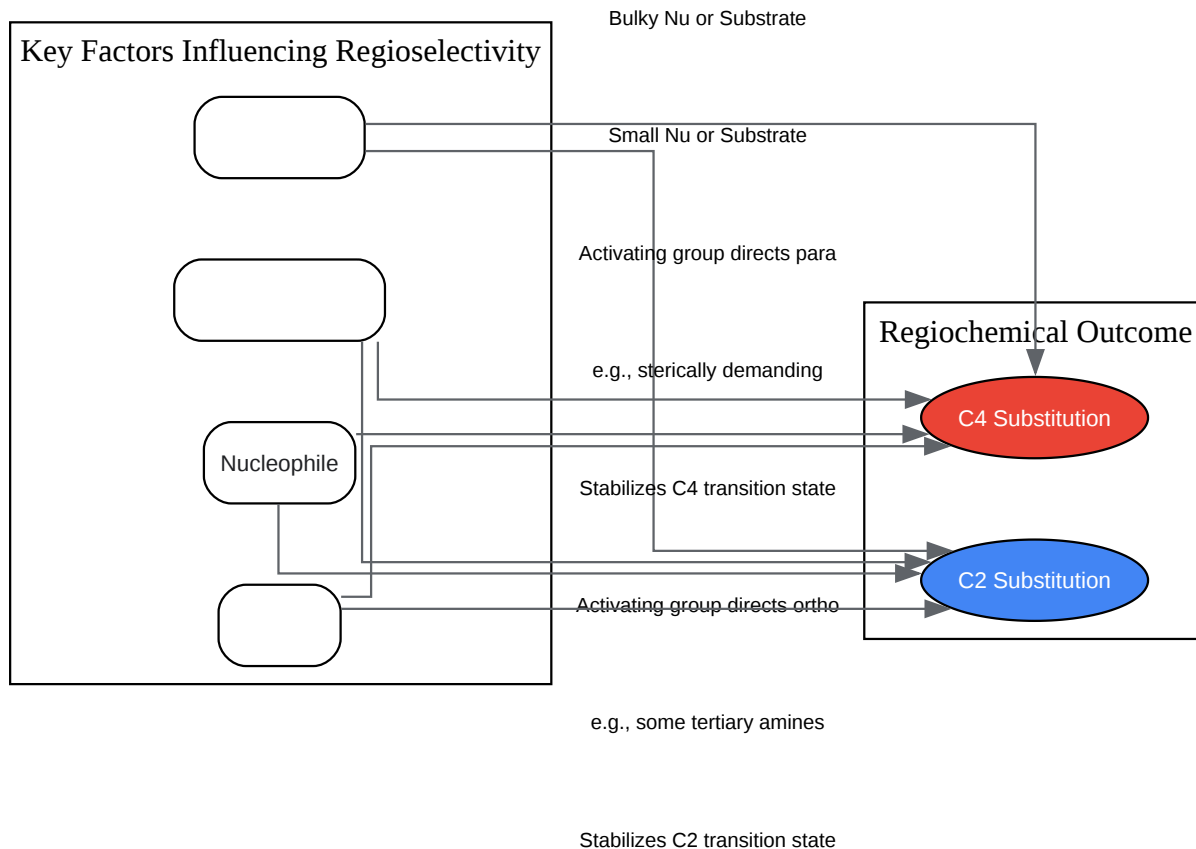 Bulky Nu or Substrate
Key Factors Influencing Regioselectivity
Small Nu or Substrate
Activating group directs para
Regiochemical Outcome
e.g., sterically demanding
C4 Substitution
Nucleophile
Stabilizes C4 transition state
C2 Substitution
Activating group directs ortho
e.g., some tertiary amines
Stabilizes C2 transition state